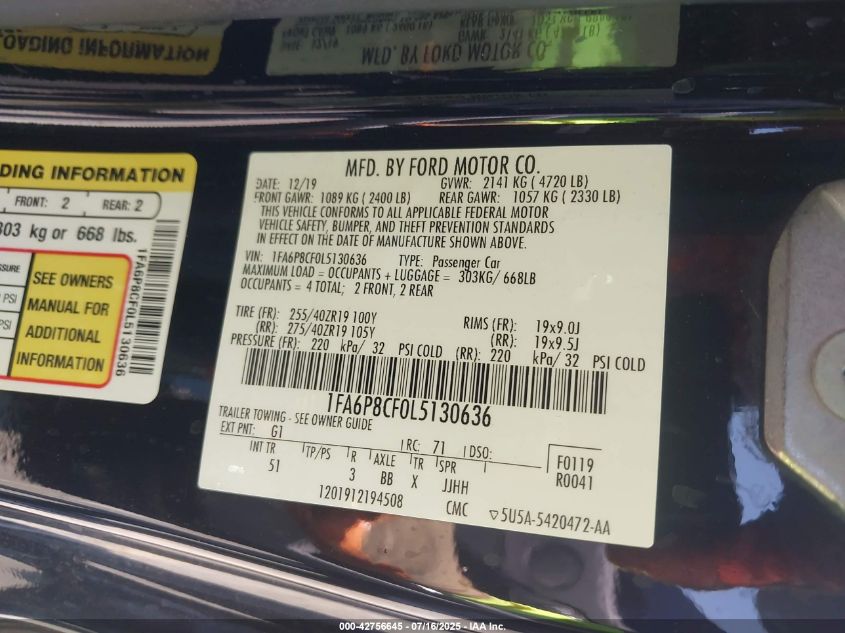 MFD. BY FORD MOTOR CO.
DATE: 12/19 GVWR: 2141 KG ( 4720 LB)
FRONT GAWR: 1089 KG ( 2400 LB) REAR GAWR: 1057 KG ( 2330 LB)
THIS VEHICLE CONFORMS TO ALL APPLICABLE FEDERAL MOTOR
VEHICLE SAFETY, BUMPER, AND THEFT PREVENTION STANDARDS
IN EFFECT ON THE DATE OF MANUFACTURE SHOWN ABOVE.
VIN: 1FA6P8CF0L5130636 TYPE: Passenger Car
MAXIMUM LOAD = OCCUPANTS + LUGGAGE = 303KG/ 668LB
OCCUPANTS = 4 TOTAL; 2 FRONT, 2 REAR
TIRE (FR): 255/40ZR19 100Y RIMS (FR): 19x9.0J
(RR): 275/40ZR19 105Y (RR): 19x9.5J
PRESSURE (FR): 220 kPa/ 32 PSI COLD (RR): 220 kPa/ 32 PSI COLD
1FA6P8CF0L5130636
TRAILER TOWING - SEE OWNER GUIDE
EXT PNT: G1 RC: 71 DSO: F0119
INT TR TP/PS R AXLE TR SPR R0041
51 3 BB X JJHH
1201912194508 CMC ▽5U5A-5420472-AA
DING INFORMATION
FRONT: 2 REAR: 2
303 kg or 668 lbs.
SEE OWNERS
MANUAL FOR
ADDITIONAL
INFORMATION
PSI
PSI
1FA6P8CF0L5130636
LOADING INFORMATION
MFD. BY FORD MOTOR CO.
000-42756645 - 07/16/2025 - IAA Inc.